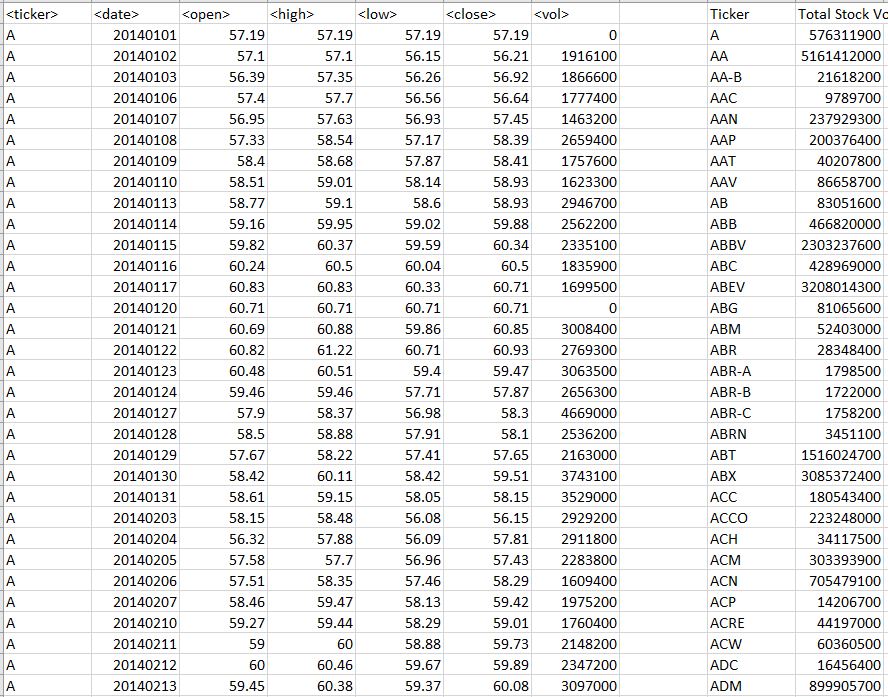 <ticker> <date> <open> <high> <low> <close> <vol> Ticker Total Stock Vo
A 20140101 57.19 57.19 57.19 57.19 0 A 576311900
A 20140102 57.1 57.1 56.15 56.21 1916100 AA 5161412000
A 20140103 56.39 57.35 56.26 56.92 1866600 AA-B 21618200
A 20140106 57.4 57.7 56.56 56.64 1777400 AAC 9789700
A 20140107 56.95 57.63 56.93 57.45 1463200 AAN 237929300
A 20140108 57.33 58.54 57.17 58.39 2659400 AAP 200376400
A 20140109 58.4 58.68 57.87 58.41 1757600 AAT 40207800
A 20140110 58.51 59.01 58.14 58.93 1623300 AAV 86658700
A 20140113 58.77 59.1 58.6 58.93 2946700 AB 83051600
A 20140114 59.16 59.95 59.02 59.88 2562200 ABB 466820000
A 20140115 59.82 60.37 59.59 60.34 2335100 ABBV 2303237600
A 20140116 60.24 60.5 60.04 60.5 1835900 ABC 428969000
A 20140117 60.83 60.83 60.33 60.71 1699500 ABEV 3208014300
A 20140120 60.71 60.71 60.71 60.71 0 ABG 81065600
A 20140121 60.69 60.88 59.86 60.85 3008400 ABM 52403000
A 20140122 60.82 61.22 60.71 60.93 2769300 ABR 28348400
A 20140123 60.48 60.51 59.4 59.47 3063500 ABR-A 1798500
A 20140124 59.46 59.46 57.71 57.87 2656300 ABR-B 1722000
A 20140127 57.9 58.37 56.98 58.3 4669000 ABR-C 1758200
A 20140128 58.5 58.88 57.91 58.1 2536200 ABRN 3451100
A 20140129 57.67 58.22 57.41 57.65 2163000 ABT 1516024700
A 20140130 58.42 60.11 58.42 59.51 3743100 ABX 3085372400
A 20140131 58.61 59.15 58.05 58.15 3529000 ACC 180543400
A 20140203 58.15 58.48 56.08 56.15 2929200 ACCO 223248000
A 20140204 56.32 57.88 56.09 57.81 2911800 ACH 34117500
A 20140205 57.58 57.7 56.96 57.43 2283800 ACM 303393900
A 20140206 57.51 58.35 57.46 58.29 1609400 ACN 705479100
A 20140207 58.46 59.47 58.13 59.42 1975200 ACP 14206700
A 20140210 59.27 59.44 58.29 59.01 1760400 ACRE 44197000
A 20140211 59 60 58.88 59.73 2148200 ACW 60360500
A 20140212 60 60.46 59.67 59.89 2347200 ADC 16456400
A 20140213 59.45 60.38 59.37 60.08 3097000 ADM 899905700